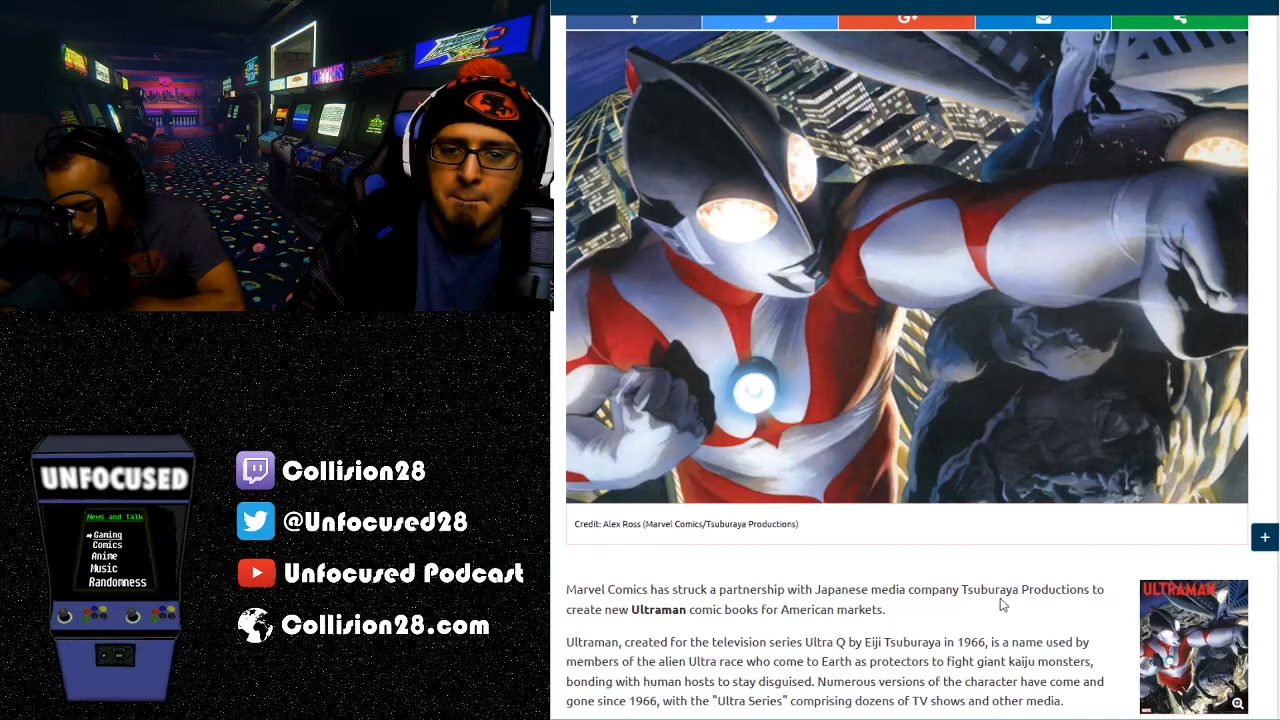 UNFOCUSED
News and Talk
Gaming
Comics
Anime
Music
Randomness
Collision28
@Unfocused28
Unfocused Podcast
Collision28.com
Credit: Alex Ross (Marvel Comics/Tsuburaya Productions)
Marvel Comics has struck a partnership with Japanese media company Tsuburaya Productions to
create new Ultraman comic books for American markets.
Ultraman, created for the television series Ultra Q by Eiji Tsuburaya in 1966, is a name used by
members of the alien Ultra race who come to Earth as protectors to fight giant kaiju monsters,
bonding with human hosts to stay disguised. Numerous versions of the character have come and
gone since 1966, with the "Ultra Series" comprising dozens of TV shows and other media.
ULTRAMAN